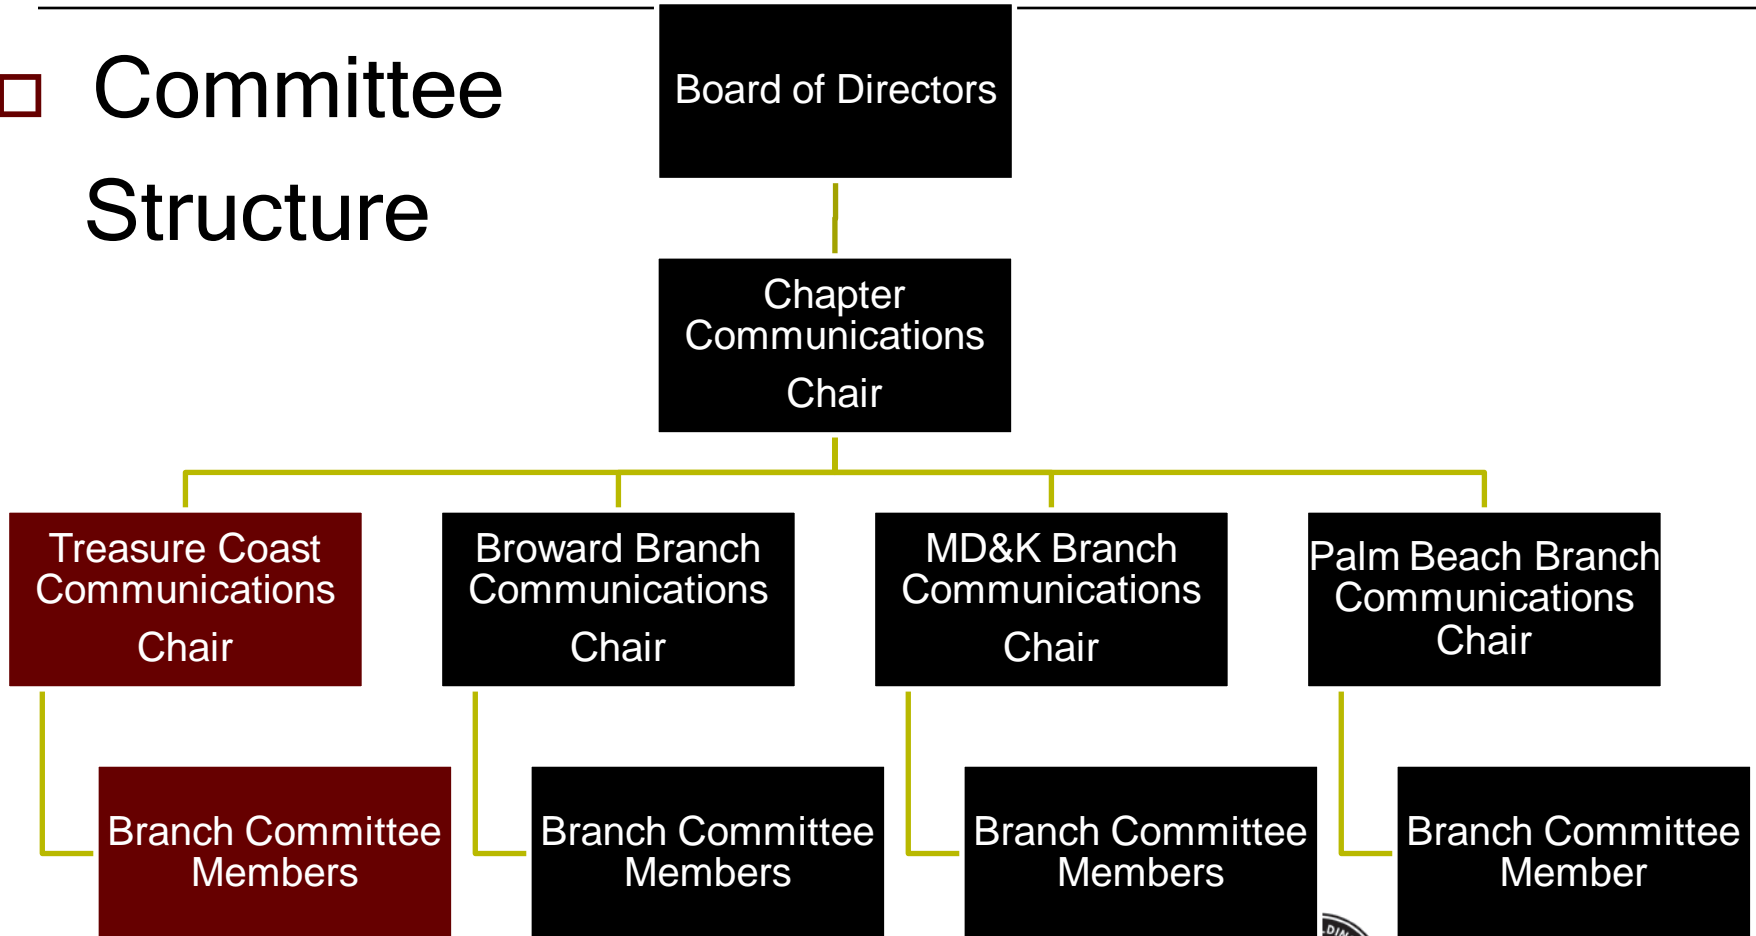 Committee
Structure
Board of Directors
Chapter
Communications
Chair
Treasure Coast
Communications
Chair
Broward Branch
Communications
Chair
MD&K Branch
Communications
Chair
Palm Beach Branch
Communications
Chair
Branch Committee
Members
Branch Committee
Members
Branch Committee
Members
Branch Committee
Member